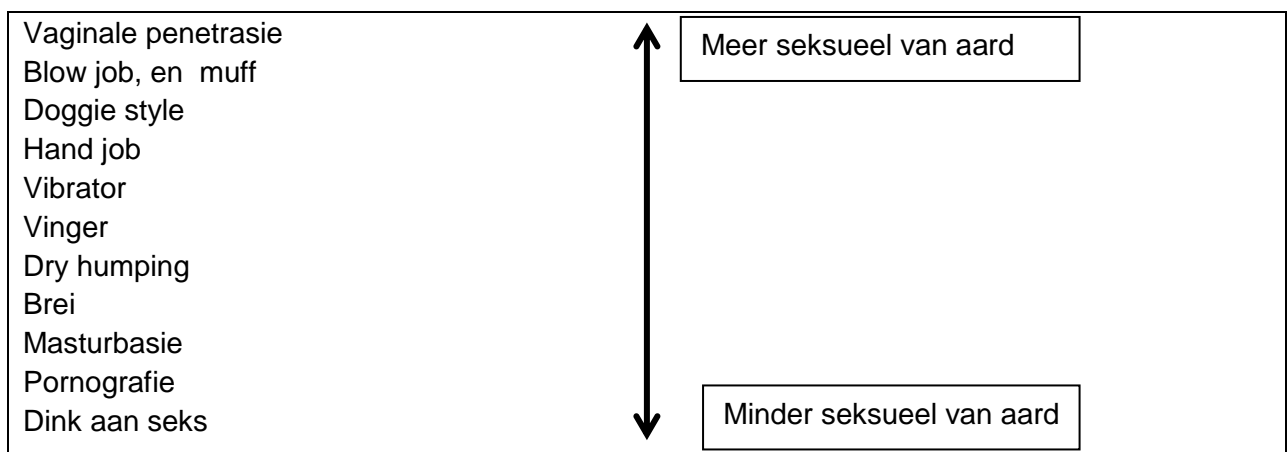 Vaginale penetrasie
Meer seksueel van aard
Blow job, en  muff
Doggie style
Hand job
Vibrator
Vinger
Dry humping
Brei
Masturbasie
Pornografie
Dink aan seks
Minder seksueel van aard